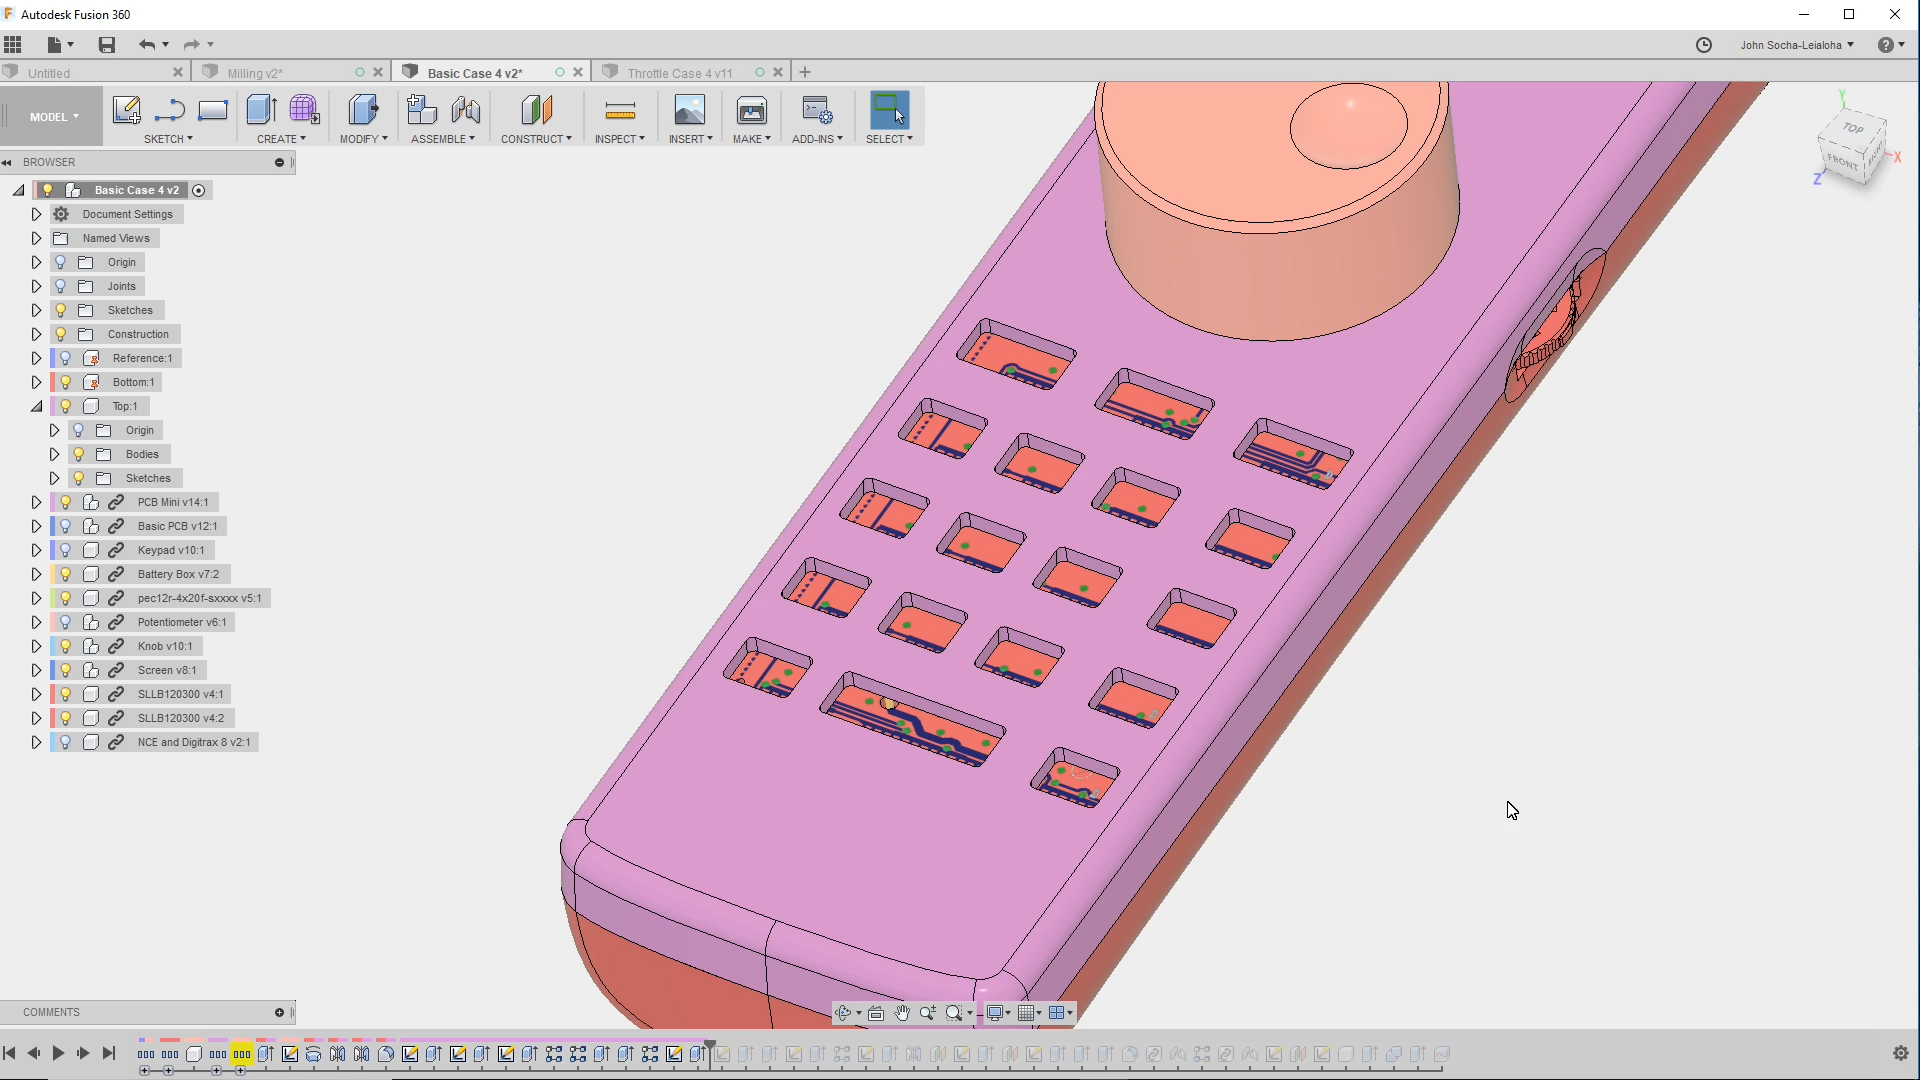 Autodesk Fusion 360
John Socha-Leialoha
Untitled
Milling v2*
Basic Case 4 v2*
Throttle Case 4 v11
MODEL
SKETCH
CREATE
MODIFY
ASSEMBLE
CONSTRUCT
INSPECT
INSERT
MAKE
ADD-INS
SELECT
Y
TOP
FRONT
RIGHT
X
Z
BROWSER
Basic Case 4 v2
Document Settings
Named Views
Origin
Joints
Sketches
Construction
Reference:1
Bottom:1
Top:1
Origin
Bodies
Sketches
PCB Mini v14:1
Basic PCB v12:1
Keypad v10:1
Battery Box v7:2
pec12r-4x20f-sxxxx v5:1
Potentiometer v6:1
Knob v10:1
Screen v8:1
SLLB120300 v4:1
SLLB120300 v4:2
NCE and Digitrax 8 v2:1
COMMENTS